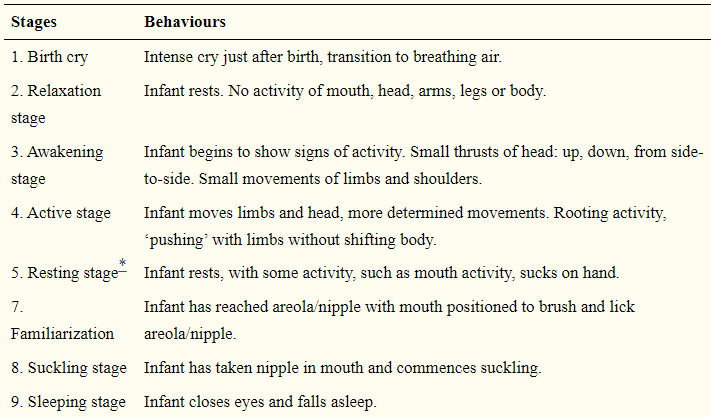 Stages Behaviours
1. Birth cry Intense cry just after birth, transition to breathing air.
2. Relaxation Infant rests. No activity of mouth, head, arms, legs or body.
stage
3. Awakening Infant begins to show signs of activity. Small thrusts of head: up, down, from side-
stage to-side. Small movements of limbs and shoulders.
4. Active stage Infant moves limbs and head, more determined movements. Rooting activity,
‘pushing’ with limbs without shifting body.
5. Resting stage* Infant rests, with some activity, such as mouth activity, sucks on hand.
7. Infant has reached areola/nipple with mouth positioned to brush and lick
Familiarization areola/nipple.
8. Suckling stage Infant has taken nipple in mouth and commences suckling.
9. Sleeping stage Infant closes eyes and falls asleep.